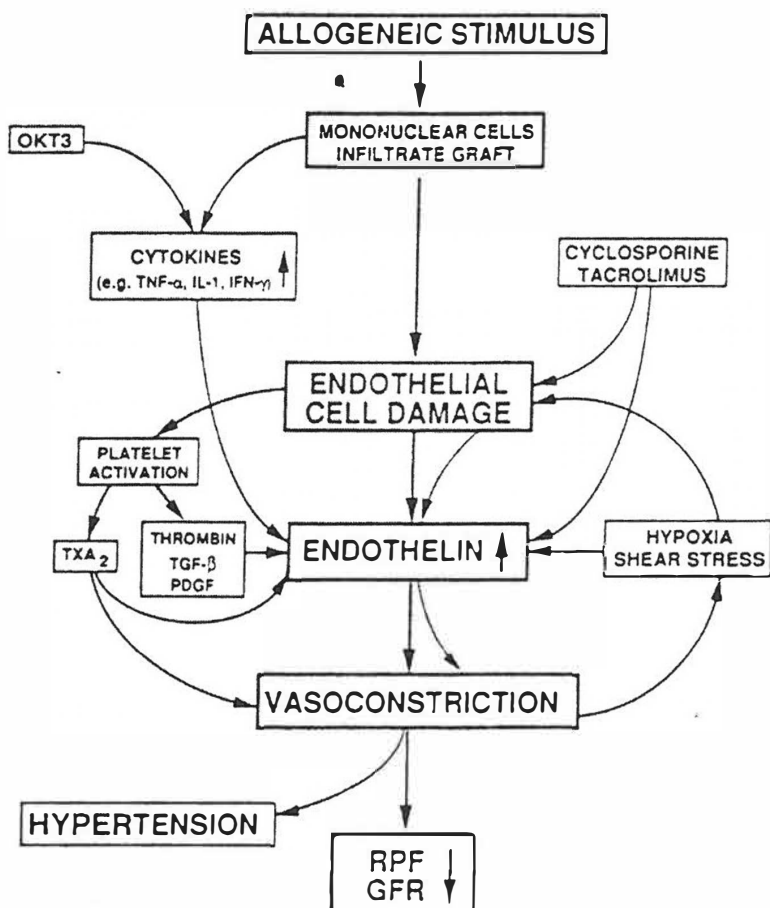 ALLOGENEIC STIMULUS
MONONUCLEAR CELLS
INFILTRATE GRAFT
OKT3
CYTOKINES
(e.g. TNF-α, IL-1, IFN-γ)
CYCLOSPORINE
TACROLIMUS
ENDOTHELIAL
CELL DAMAGE
PLATELET
ACTIVATION
TXA2
THROMBIN
TGF-β
PDGF
ENDOTHELIN
HYPOXIA
SHEAR STRESS
VASOCONSTRICTION
HYPERTENSION
RPF
GFR